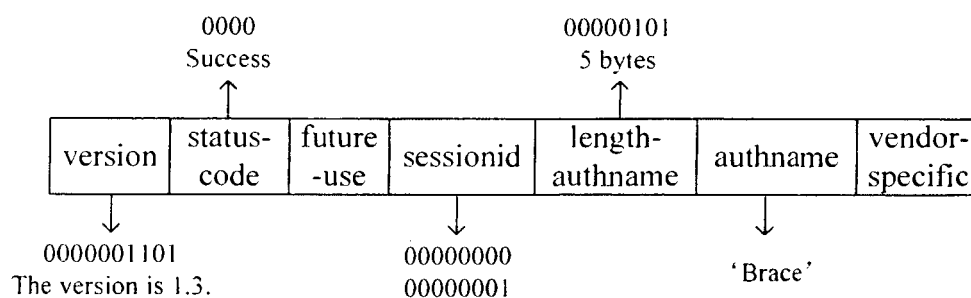 0000
Success
00000101
5 bytes
version
status-
code
future
-use
sessionid
length-
authname
authname
vendor-
specific
0000001101
The version is 1.3.
00000000
00000001
‘Brace’